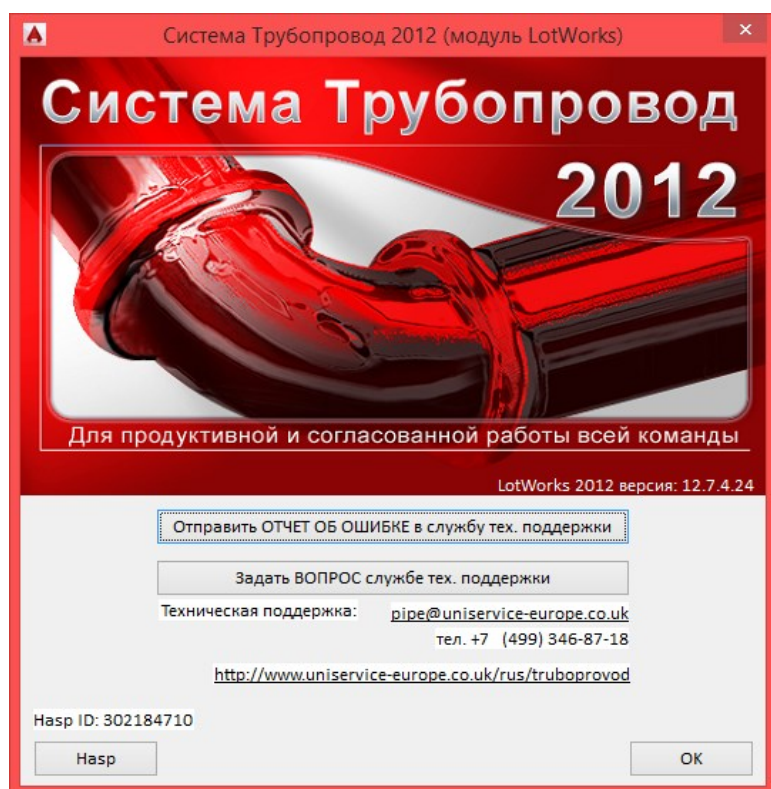 Система Трубопровод 2012 (модуль LotWorks)
Система Трубопровод
2012
Для продуктивной и согласованной работы всей команды
LotWorks 2012 версия: 12.7.4.24
Отправить ОТЧЕТ ОБ ОШИБКЕ в службу тех. поддержки
Задать ВОПРОС службе тех. поддержки
Техническая поддержка: pipe@uniservice-europe.co.uk
тел. +7 (499) 346-87-18
http://www.uniservice-europe.co.uk/rus/truboprovod
Hasp ID: 302184710
Hasp OK